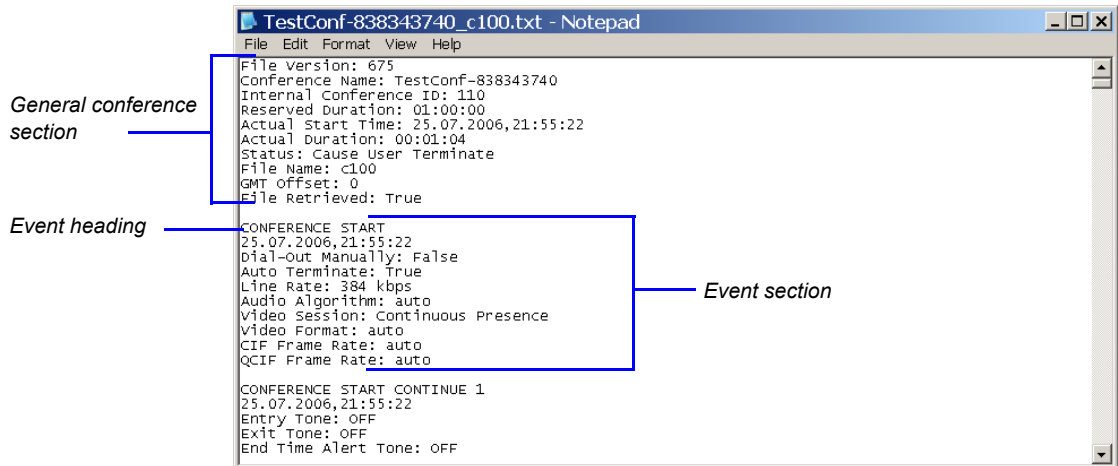 TestConf-838343740_c100.txt - Notepad
File Edit Format View Help
File Version: 675
Conference Name: TestConf-838343740
Internal Conference ID: 110
Reserved Duration: 01:00:00
Actual Start Time: 25.07.2006,21:55:22
Actual Duration: 00:01:04
Status: Cause User Terminate
File Name: c100
GMT Offset: 0
File Retrieved: True
General conference
section
Event heading
CONFERENCE START
25.07.2006,21:55:22
Dial-Out Manually: False
Auto Terminate: True
Line Rate: 384 kbps
Audio Algorithm: auto
Video Session: Continuous Presence
Video Format: auto
CIF Frame Rate: auto
QCIF Frame Rate: auto
Event section
CONFERENCE START CONTINUE 1
25.07.2006,21:55:22
Entry Tone: OFF
Exit Tone: OFF
End Time Alert Tone: OFF